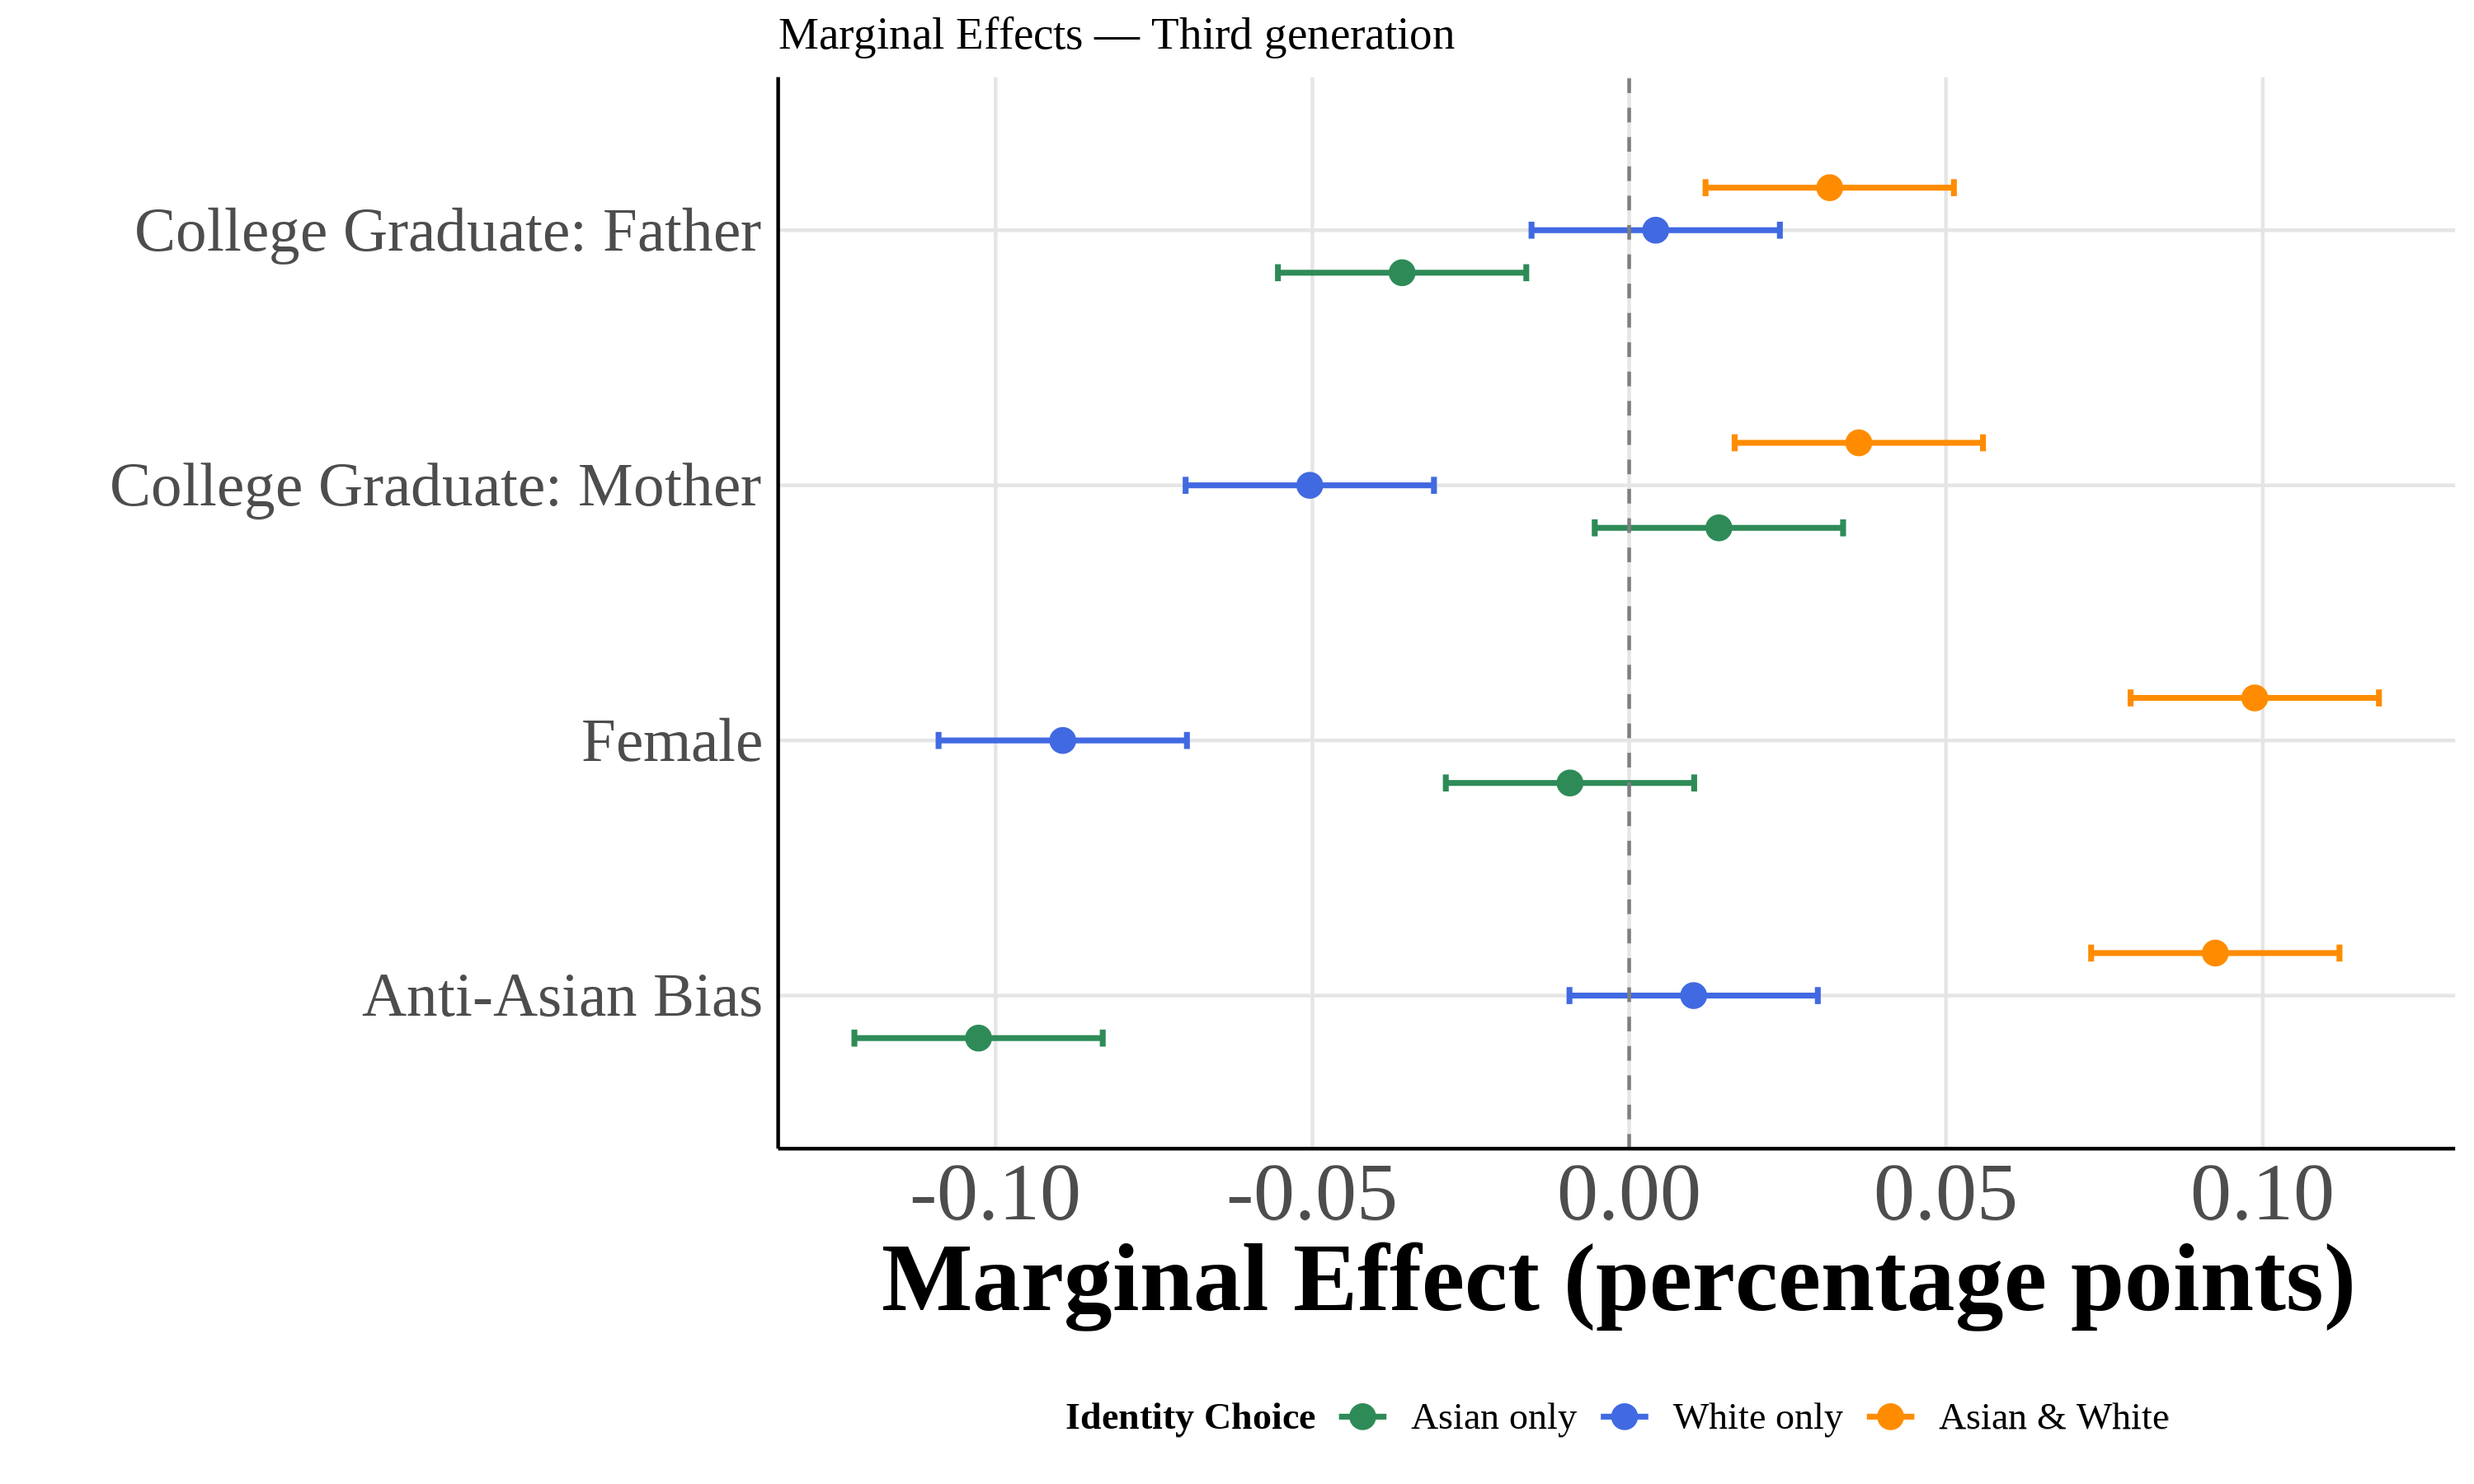 Marginal Effects — Third generation
College Graduate: Father
College Graduate: Mother
Female
Anti-Asian Bias
-0.10 -0.05 0.00 0.05 0.10
Marginal Effect (percentage points)
Identity Choice Asian only White only Asian & White